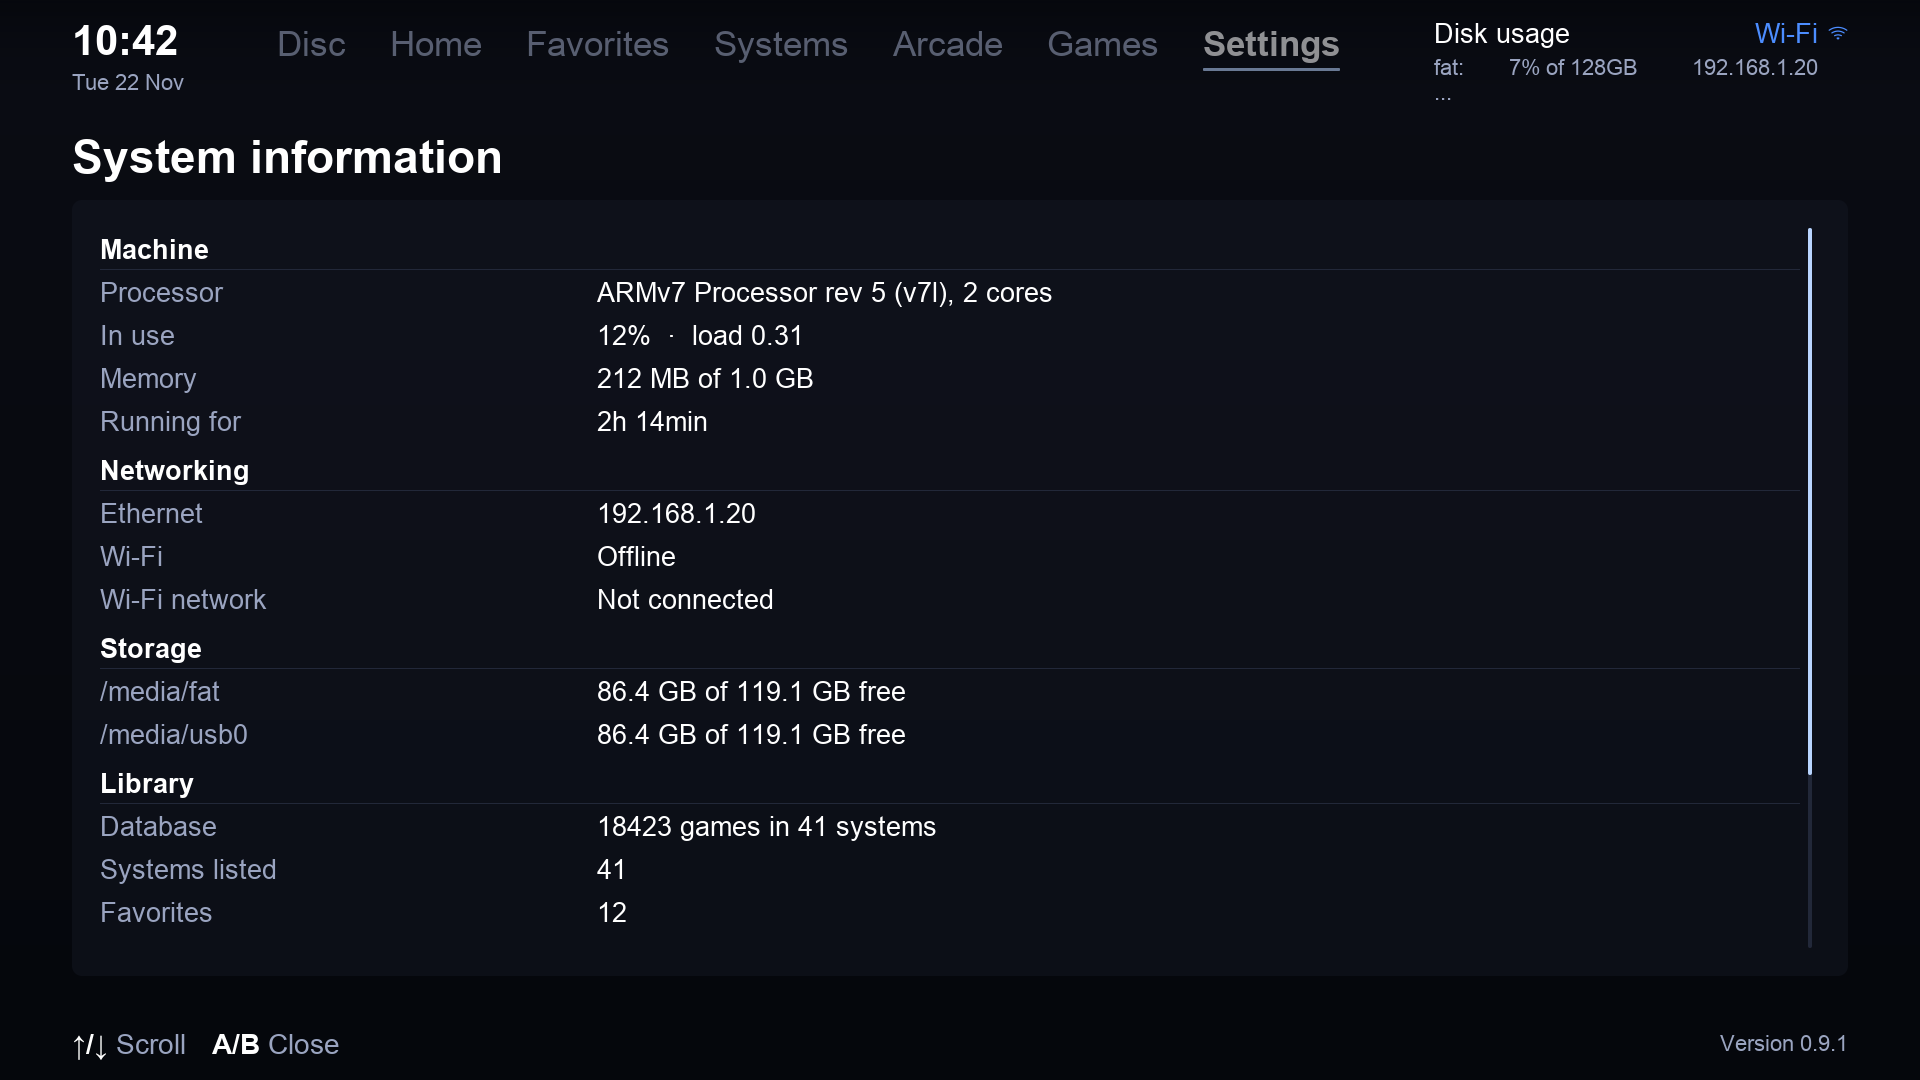 10:42
Tue 22 Nov
Disc Home Favorites Systems Arcade Games Settings
Disk usage
fat: 7% of 128GB
...
Wi-Fi
192.168.1.20
System information
Machine
Processor ARMv7 Processor rev 5 (v7l), 2 cores
In use 12% · load 0.31
Memory 212 MB of 1.0 GB
Running for 2h 14min
Networking
Ethernet 192.168.1.20
Wi-Fi Offline
Wi-Fi network Not connected
Storage
/media/fat 86.4 GB of 119.1 GB free
/media/usb0 86.4 GB of 119.1 GB free
Library
Database 18423 games in 41 systems
Systems listed 41
Favorites 12
↑/↓ Scroll A/B Close
Version 0.9.1